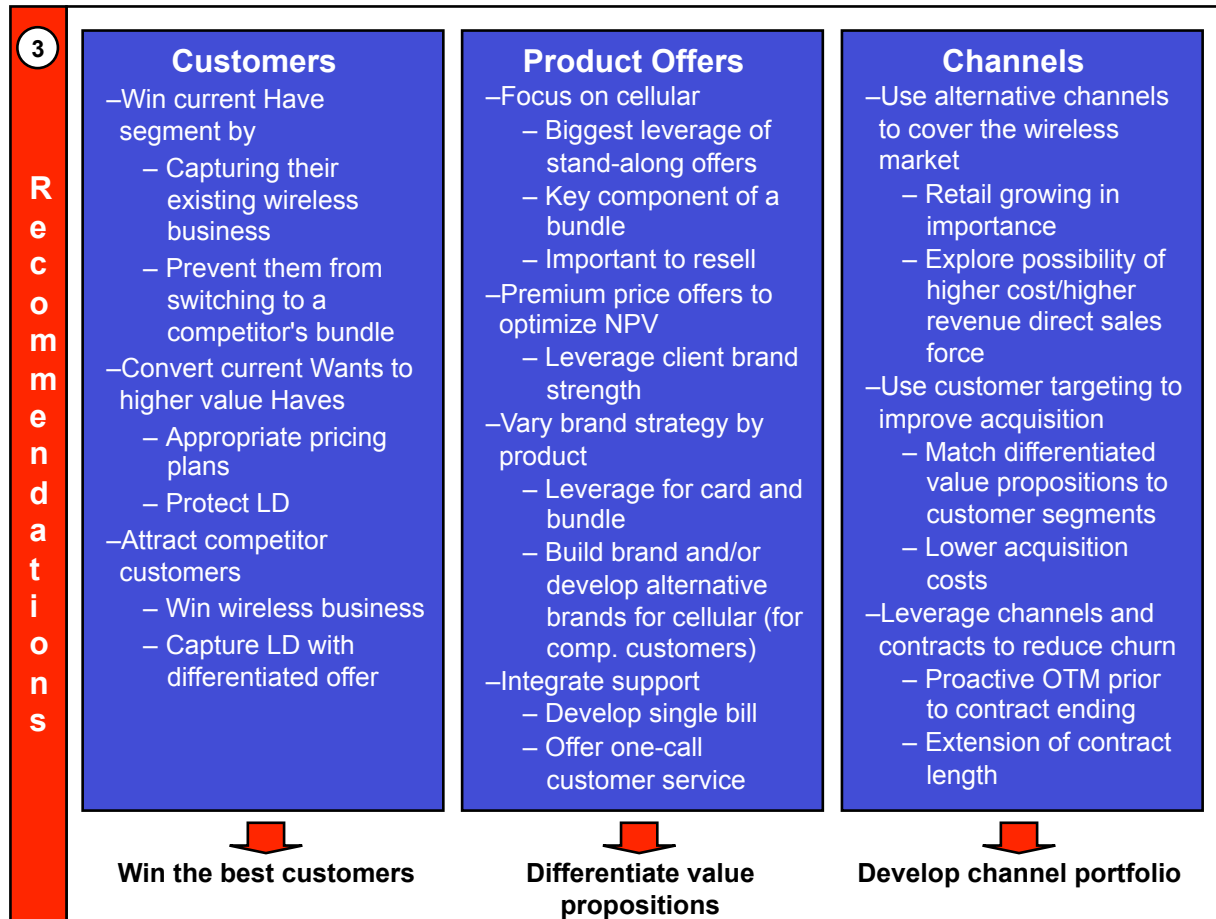 3
Recommendations
Customers
–Win current Have
segment by
– Capturing their
existing wireless
business
– Prevent them from
switching to a
competitor's bundle
–Convert current Wants to
higher value Haves
– Appropriate pricing
plans
– Protect LD
–Attract competitor
customers
– Win wireless business
– Capture LD with
differentiated offer
Win the best customers
Product Offers
–Focus on cellular
– Biggest leverage of
stand-along offers
– Key component of a
bundle
– Important to resell
–Premium price offers to
optimize NPV
– Leverage client brand
strength
–Vary brand strategy by
product
– Leverage for card and
bundle
– Build brand and/or
develop alternative
brands for cellular (for
comp. customers)
–Integrate support
– Develop single bill
– Offer one-call
customer service
Differentiate value
propositions
Channels
–Use alternative channels
to cover the wireless
market
– Retail growing in
importance
– Explore possibility of
higher cost/higher
revenue direct sales
force
–Use customer targeting to
improve acquisition
– Match differentiated
value propositions to
customer segments
– Lower acquisition
costs
–Leverage channels and
contracts to reduce churn
– Proactive OTM prior
to contract ending
– Extension of contract
length
Develop channel portfolio